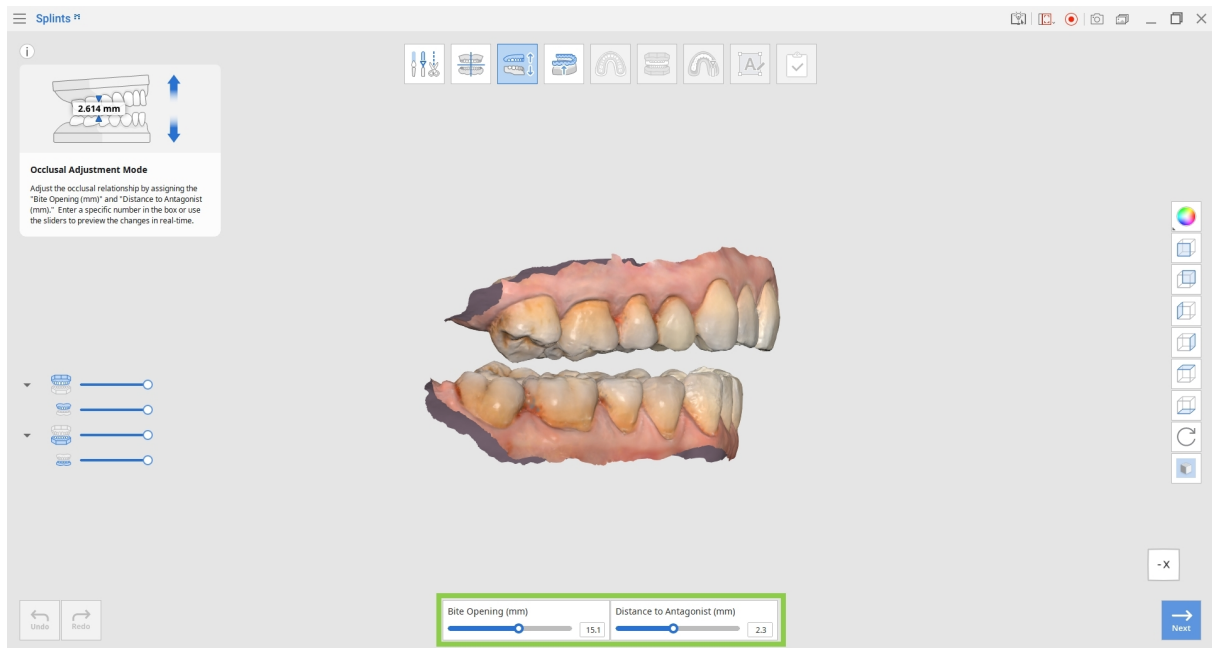 Splints
i
2.614 mm
Occlusal Adjustment Mode
Adjust the occlusal relationship by assigning the
"Bite Opening (mm)" and "Distance to Antagonist
(mm)." Enter a specific number in the box or use
the sliders to preview the changes in real-time.
A
- X
Undo
Redo
Bite Opening (mm)
15.1
Distance to Antagonist (mm)
2.3
Next